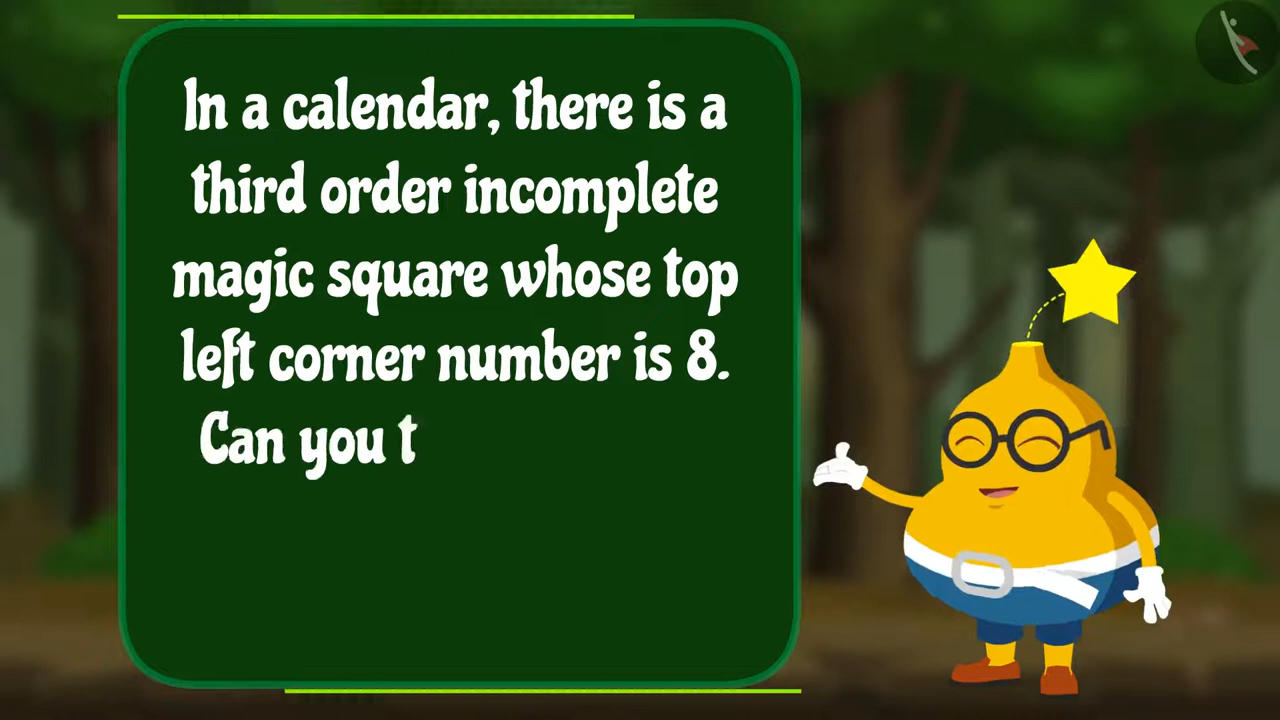 In a calendar, there is a
third order incomplete
magic square whose top
left corner number is 8.
Can you t